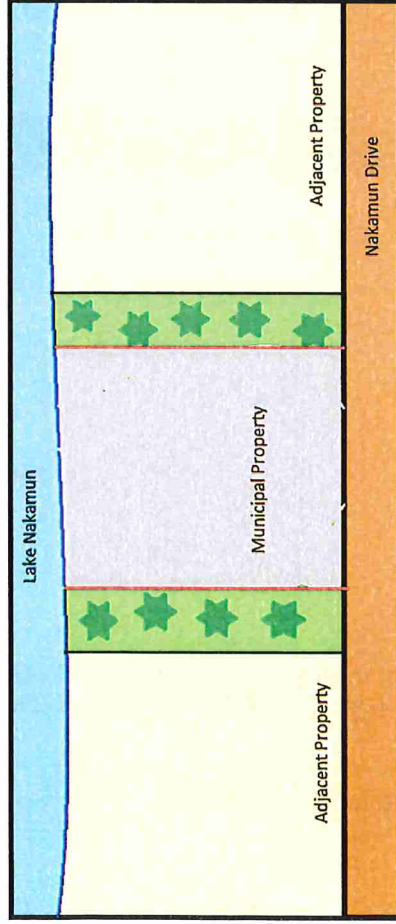 Lake Nakamun
Adjacent Property
Municipal Property
Adjacent Property
Nakamun Drive